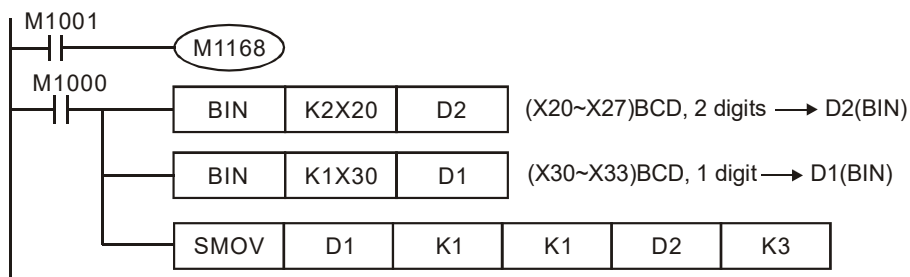 M1001
M1168
M1000
BIN K2X20 D2 (X20~X27)BCD, 2 digits → D2(BIN)
BIN K1X30 D1 (X30~X33)BCD, 1 digit → D1(BIN)
SMOV D1 K1 K1 D2 K3